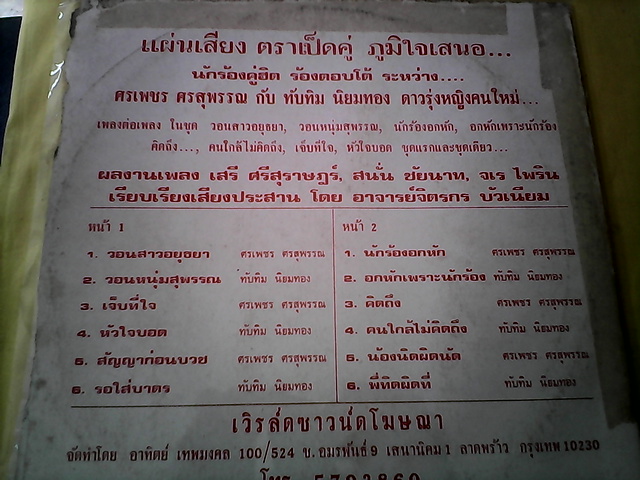 แผ่นเสียง ตราเป็ดคู่ ภูมิใจเสนอ...
นักร้องคู่ฮิต ร้องตอบโต้ ระหว่าง....
ศรเพชร ศรสุพรรณ กับ ทับทิม นิยมทอง ดาวรุ่งหญิงคนใหม่...
เพลงต่อเพลง ในชุด วอนสาวอยุธยา, วอนหนุ่มสุพรรณ, นักร้องอกหัก, อกหักเพราะนักร้อง
คิดถึง..., คนใกล้ไม่คิดถึง, เจ็บที่ใจ, หัวใจบอด ชุดแรกและชุดเดียว...
ผลงานเพลง เสรี ศรีสุราษฎร์, สนั่น ชัยนาท, จเร ไพริน
เรียบเรียงเสียงประสาน โดย อาจารย์จิตรกร บัวเนียม
หน้า 1
1. วอนสาวอยุธยา ศรเพชร ศรสุพรรณ
2. วอนหนุ่มสุพรรณ ทับทิม นิยมทอง
3. เจ็บที่ใจ ศรเพชร ศรสุพรรณ
4. หัวใจบอด ทับทิม นิยมทอง
5. สัญญาก่อนบวช ศรเพชร ศรสุพรรณ
6. รอใส่บาตร ทับทิม นิยมทอง
หน้า 2
1. นักร้องอกหัก ศรเพชร ศรสุพรรณ
2. อกหักเพราะนักร้อง ทับทิม นิยมทอง
3. คิดถึง ศรเพชร ศรสุพรรณ
4. คนใกล้ไม่คิดถึง ทับทิม นิยมทอง
5. น้องนิดผิดนัด ศรเพชร ศรสุพรรณ
6. พี่ทิดผิดที่ ทับทิม นิยมทอง
เวิรล์ดซาวน์ดโฆษณา
จัดทำโดย อาทิตย์ เทพมงคล 100/524 ซ.อมรพันธ์ 9 เสนานิคม 1 ลาดพร้าว กรุงเทพ 10230
โทร.